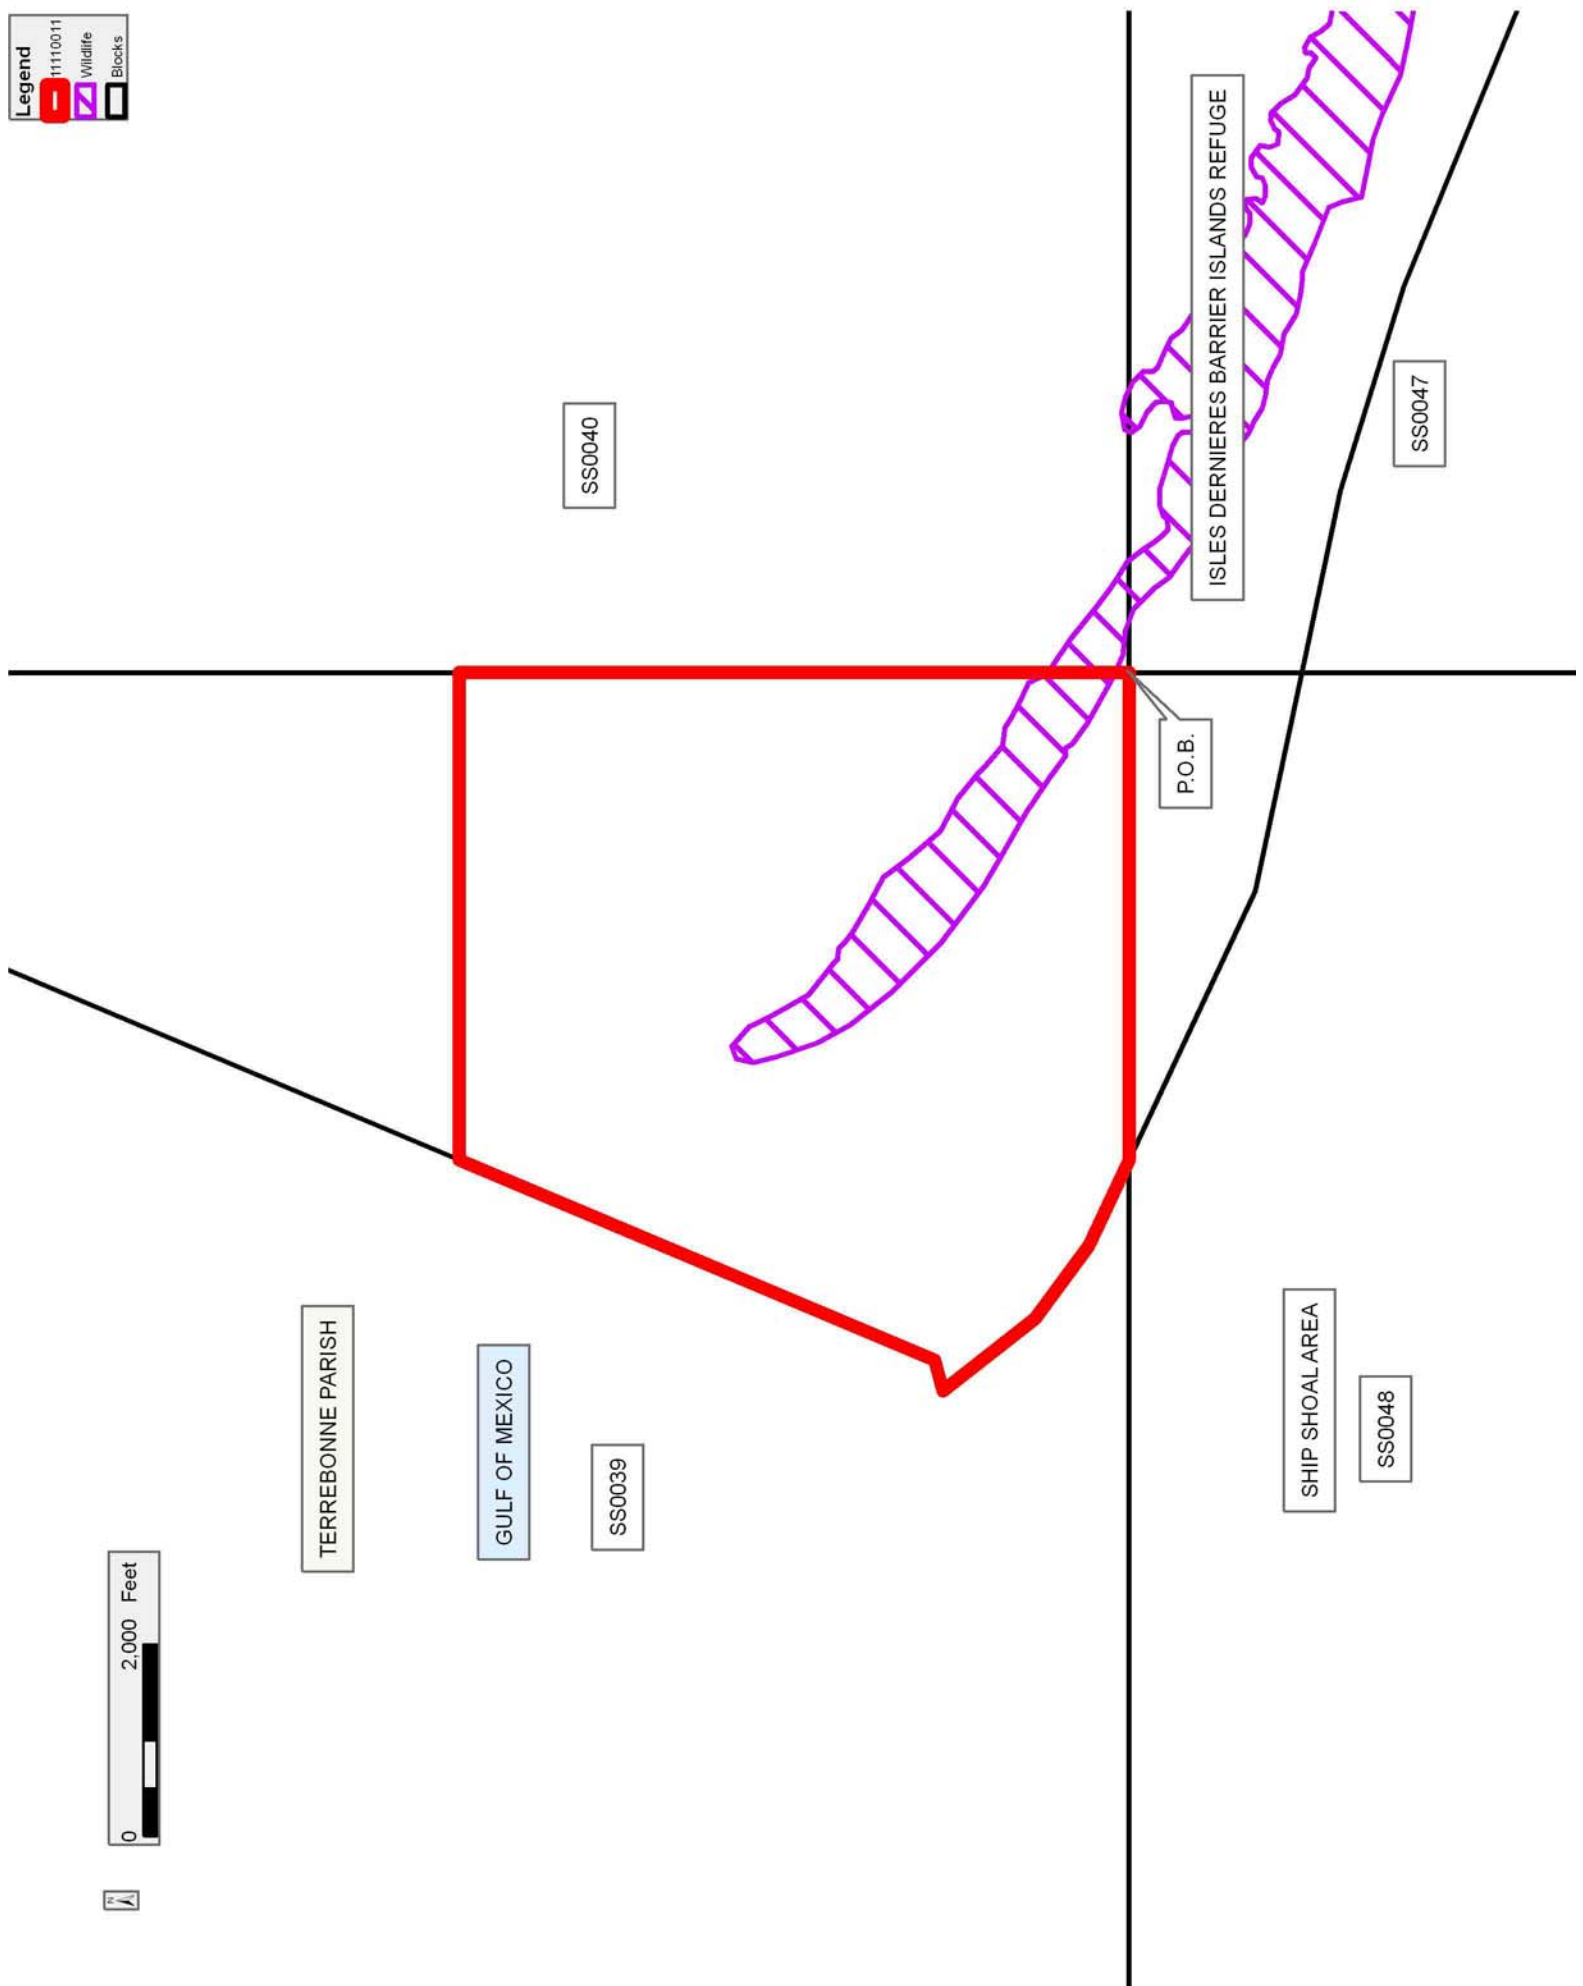 Legend
11110011
Wildlife
Blocks
0 2,000 Feet
N
TERREBONNE PARISH
GULF OF MEXICO
SS0039
SS0040
P.O.B.
ISLES DERNIERES BARRIER ISLANDS REFUGE
SS0047
SHIP SHOAL AREA
SS0048